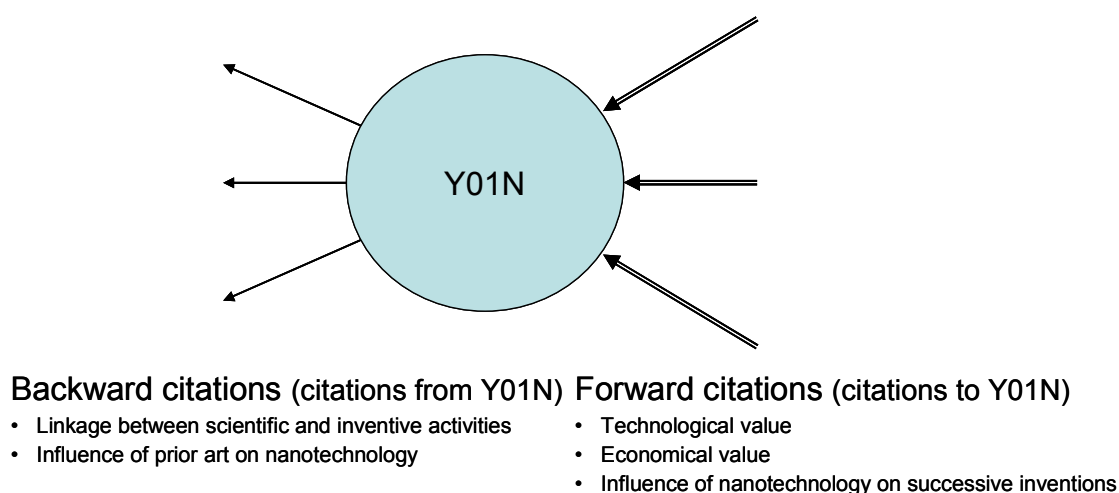 Y01N
Backward citations (citations from Y01N)
• Linkage between scientific and inventive activities
• Influence of prior art on nanotechnology
Forward citations (citations to Y01N)
• Technological value
• Economical value
• Influence of nanotechnology on successive inventions